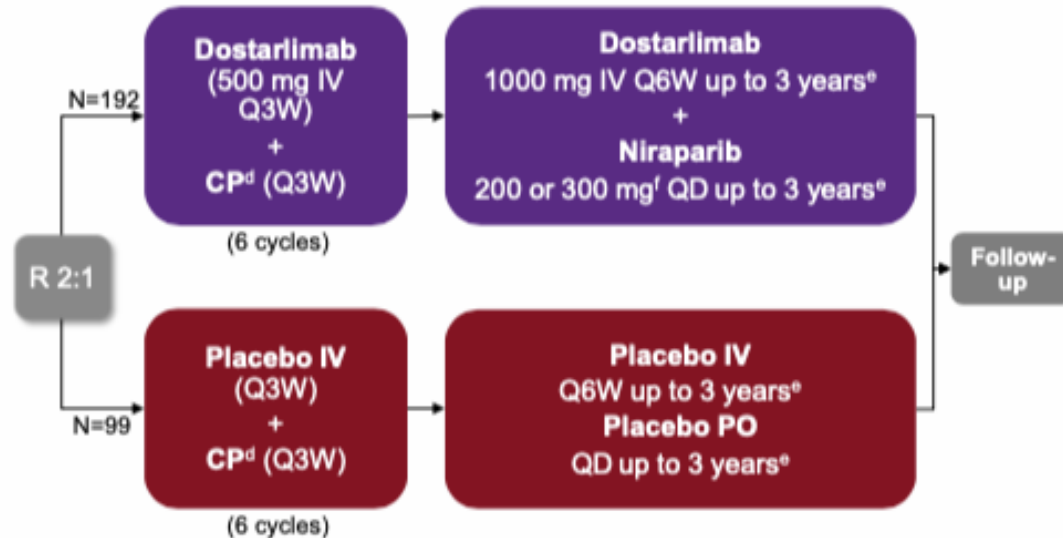 R 2:1
N=192
Dostarlimab
(500 mg IV
Q3W)
+
CPᵈ (Q3W)
(6 cycles)
Dostarlimab
1000 mg IV Q6W up to 3 yearsᵉ
+
Niraparib
200 or 300 mgᶠ QD up to 3 yearsᵉ
N=99
Placebo IV
(Q3W)
+
CPᵈ (Q3W)
(6 cycles)
Placebo IV
Q6W up to 3 yearsᵉ
Placebo PO
QD up to 3 yearsᵉ
Follow-
up